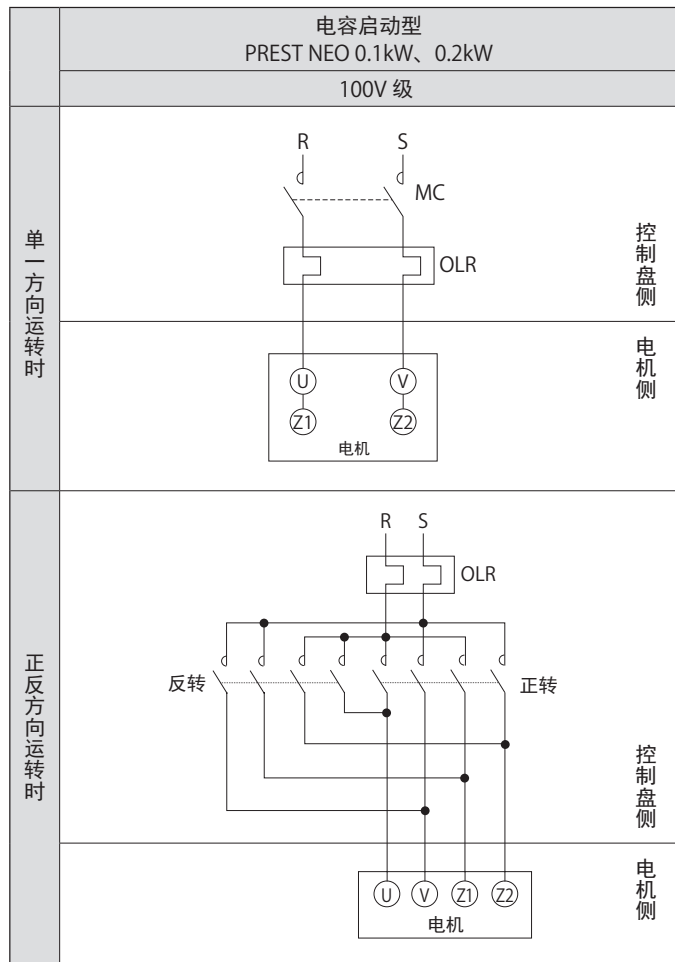 电容启动型
PREST NEO 0.1kW、0.2kW
100V 级
单一方向运转时
R S
MC
OLR
控制盘侧
电机侧
U V
Z1 Z2
电机
正反方向运转时
R S
OLR
反转 正转
控制盘侧
电机侧
U V Z1 Z2
电机